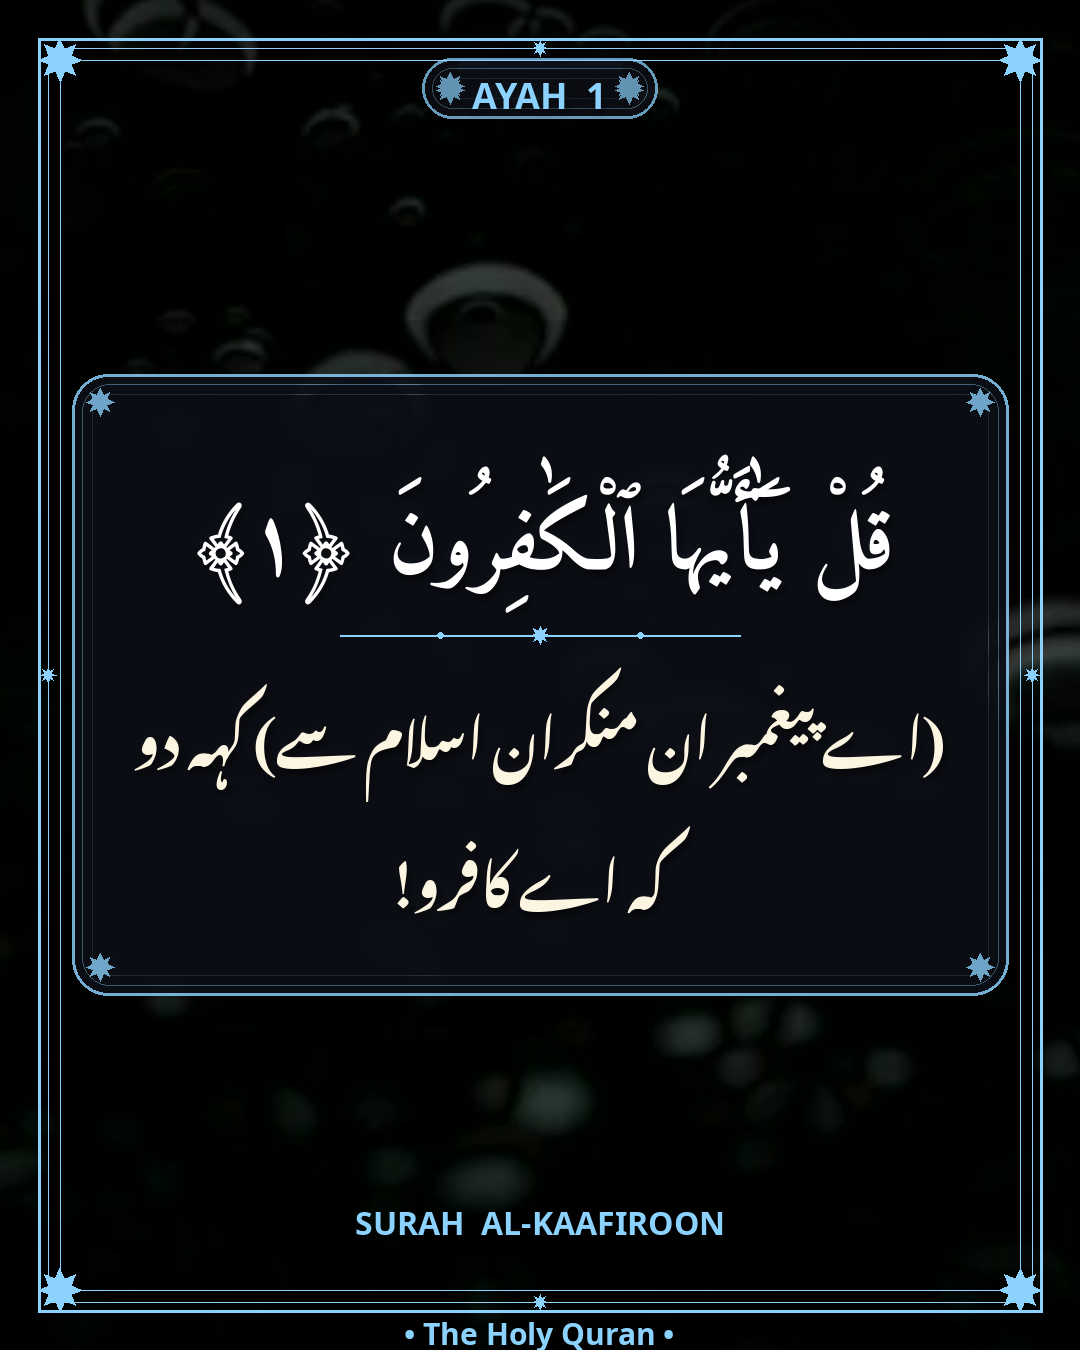 AYAH 1
قُلْ يَـٰٓأَيُّهَا ٱلْكَـٰفِرُونَ ﴿١﴾
(اے پیغمبر ان منکران اسلام سے) کہہ دو
کہ اے کافرو!
SURAH AL-KAAFIROON
• The Holy Quran •